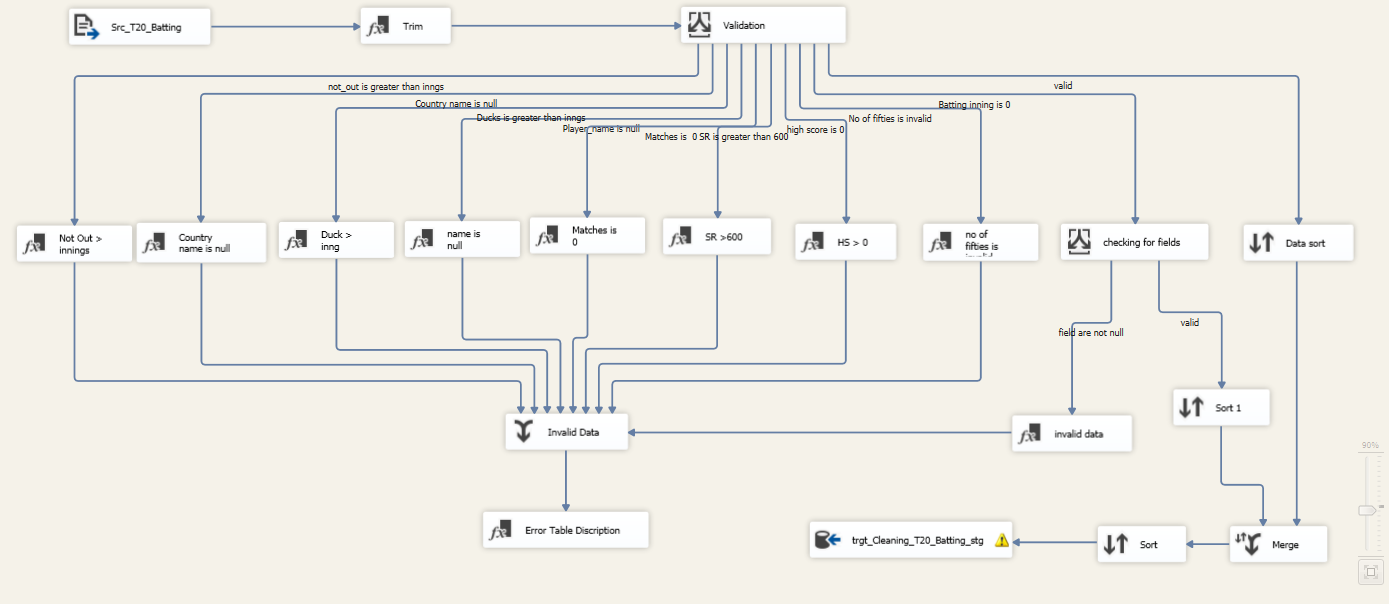 Src_T20_Batting
Trim
Validation
not_out is greater than inngs
Country name is null
Ducks is greater than inngs
Player_name is null
Matches is 0
SR is greater than 600
high score is 0
No of fifties is invalid
Batting inning is 0
valid
Not Out >
innings
Country
name is null
Duck >
inng
name is
null
Matches is
0
SR >600
HS > 0
no of
fifties is
invalid
checking for fields
Data sort
field are not null
valid
Sort 1
Invalid Data
invalid data
90%
Error Table Discription
trgt_Cleaning_T20_Batting_stg
Sort
Merge